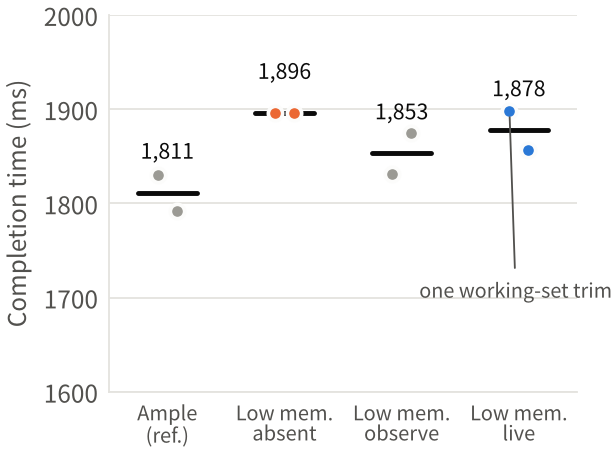 Completion time (ms)
2000
1900
1800
1700
1600
1,811
1,896
1,853
1,878
one working-set trim
Ample
(ref.)
Low mem.
absent
Low mem.
observe
Low mem.
live